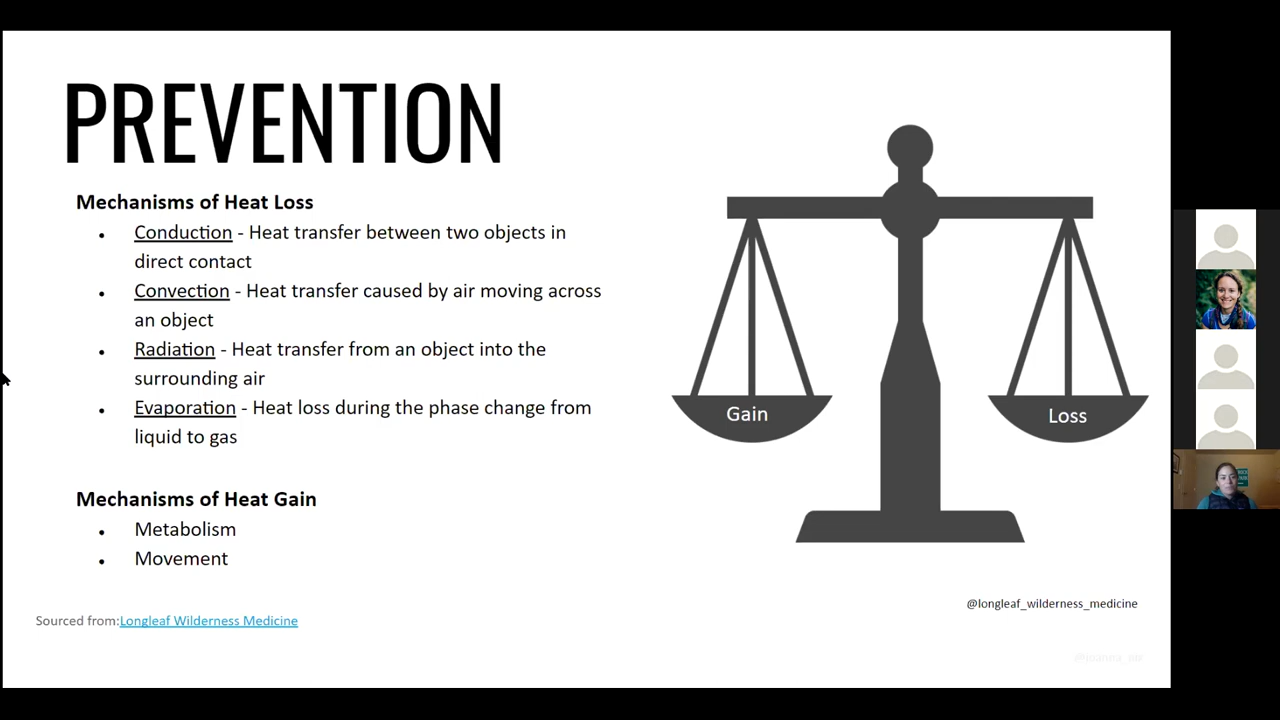 PREVENTION
Mechanisms of Heat Loss
• Conduction - Heat transfer between two objects in
direct contact
• Convection - Heat transfer caused by air moving across
an object
• Radiation - Heat transfer from an object into the
surrounding air
• Evaporation - Heat loss during the phase change from
liquid to gas
Mechanisms of Heat Gain
• Metabolism
• Movement
Gain
Loss
@longleaf_wilderness_medicine
Sourced from:Longleaf Wilderness Medicine